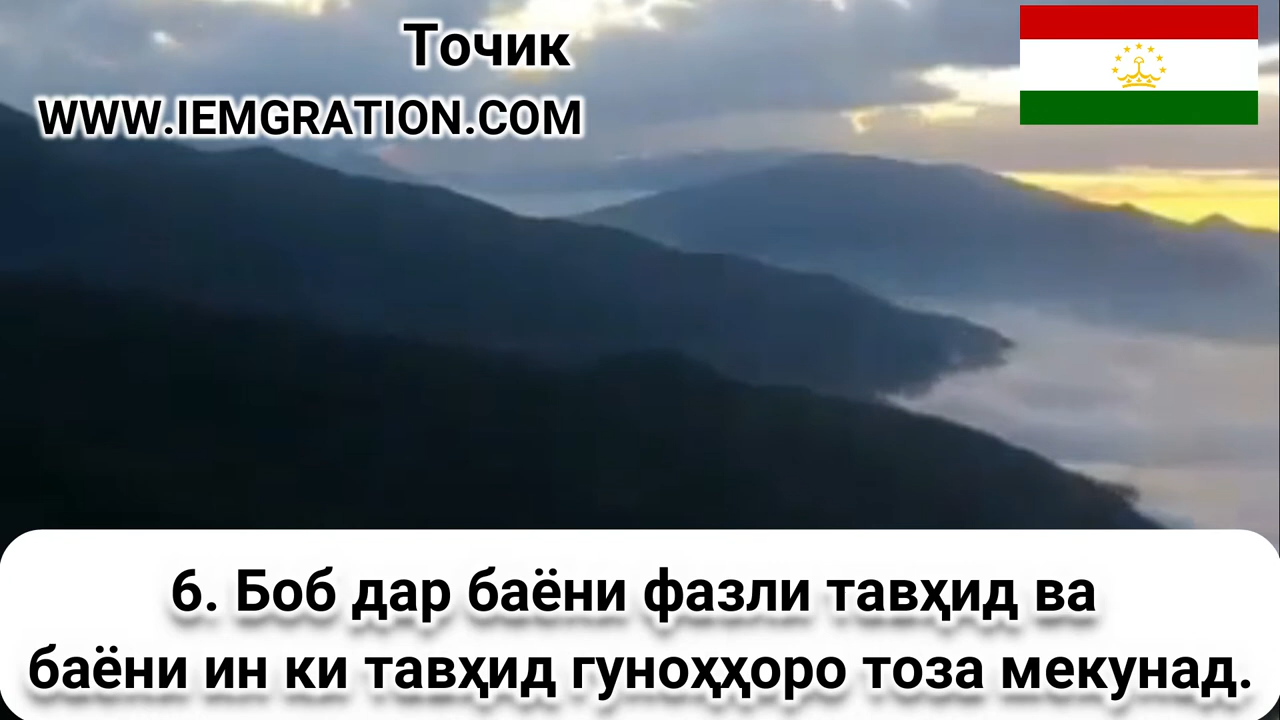 Точик
WWW.IEMGRATION.COM
6. Боб дар баёни фазли тавҳид ва
баёни ин ки тавҳид гуноҳҳоро тоза мекунад.